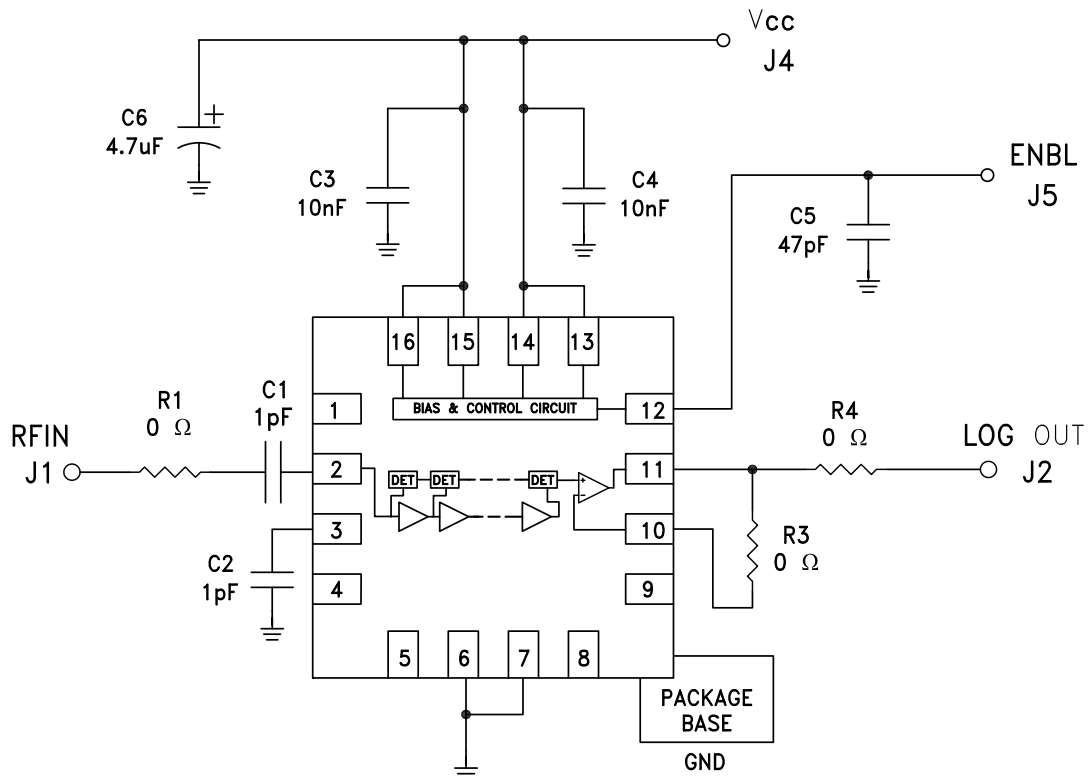 Vcc
J4
C6
+
4.7uF
C3
10nF
C4
10nF
ENBL
J5
C5
47pF
16
15
14
13
BIAS & CONTROL CIRCUIT
1
12
R1
0 Ω
C1
1pF
RFIN
J1
2
11
R4
0 Ω
LOG OUT
J2
DET
DET
DET
+
-
3
10
R3
0 Ω
C2
1pF
4
9
5
6
7
8
PACKAGE
BASE
GND